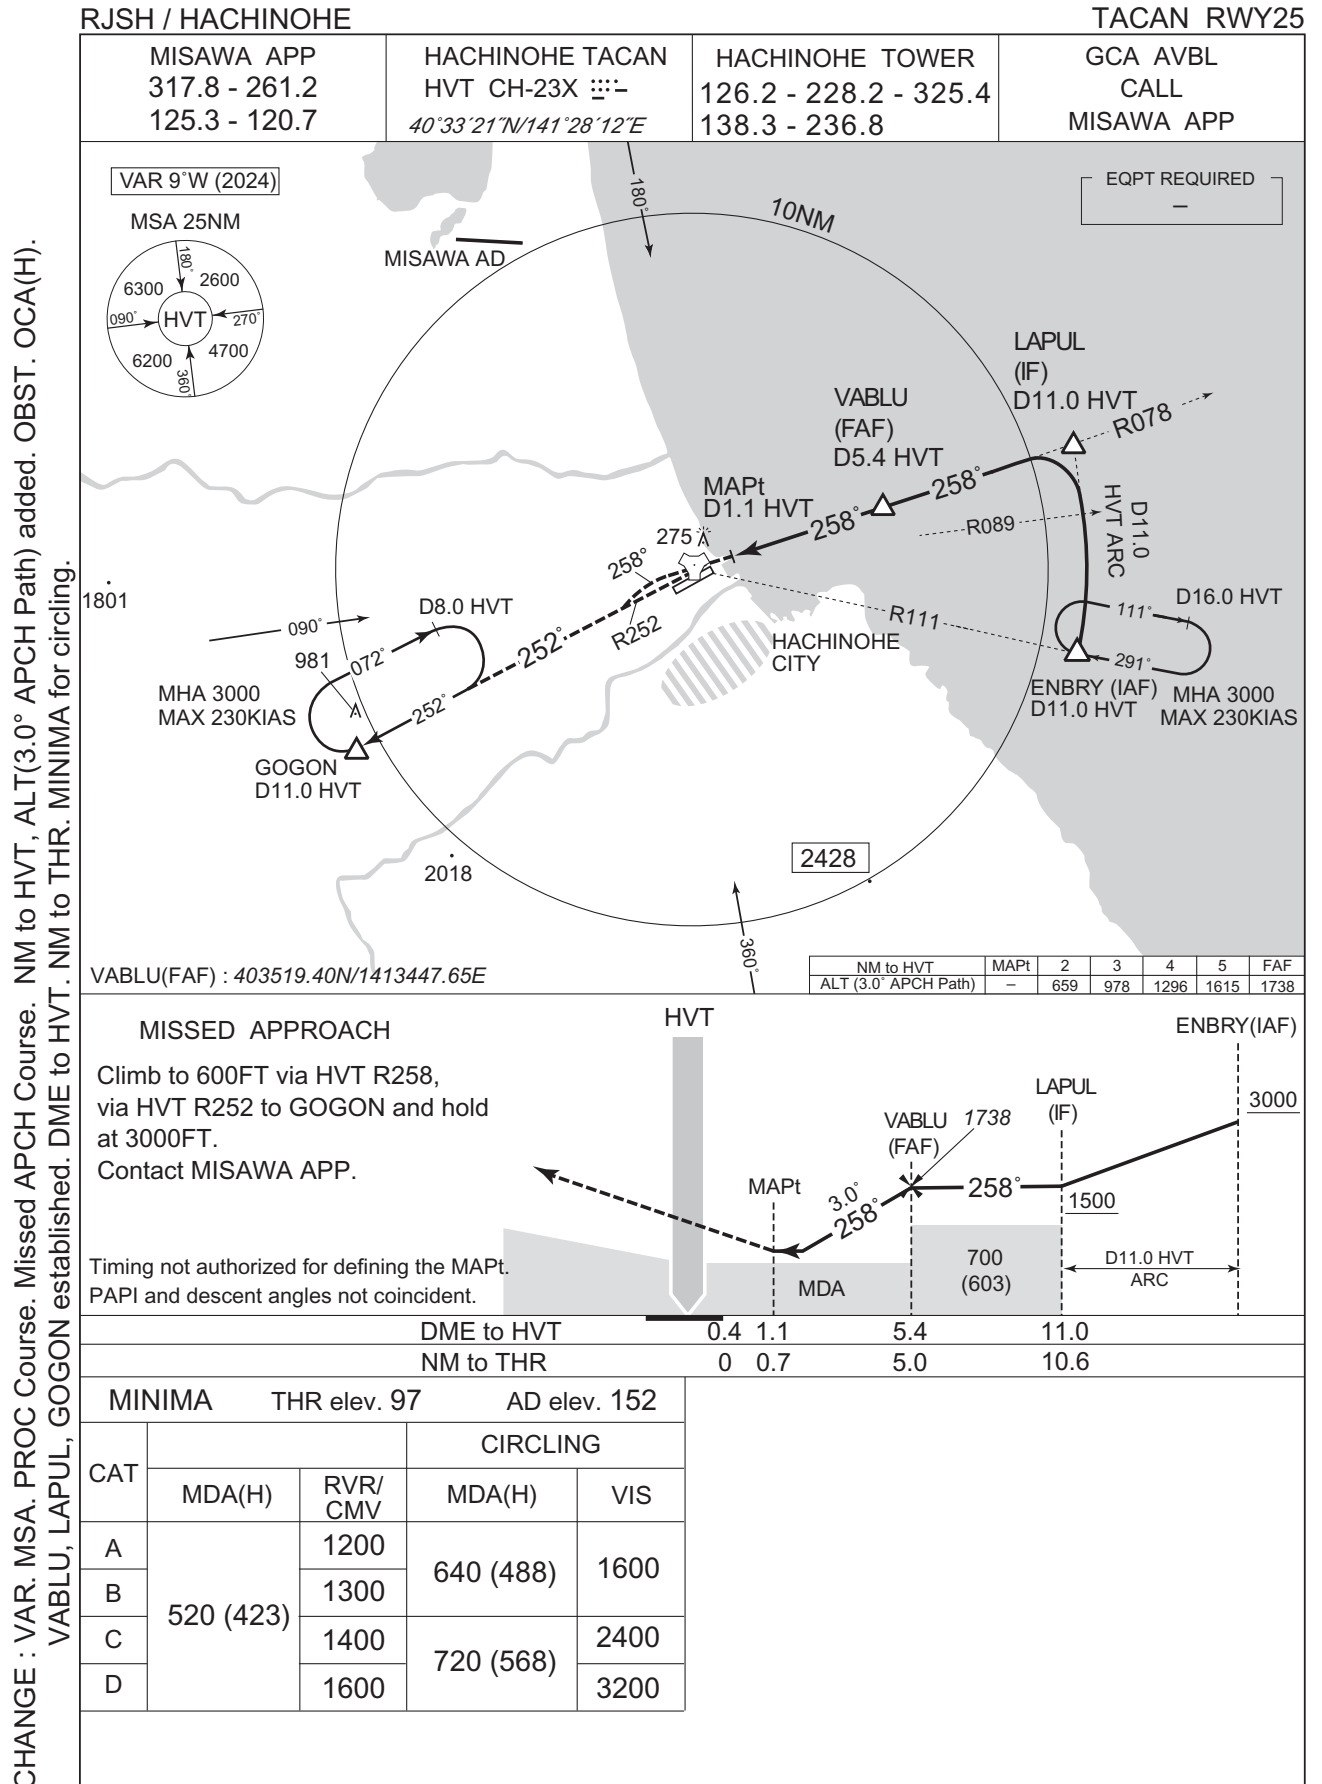 RJSH / HACHINOHE
TACAN RWY25
MISAWA APP
317.8 - 261.2
125.3 - 120.7
HACHINOHE TACAN
HVT CH-23X
40˚33´21˝N/141˚28´12˝E
HACHINOHE TOWER
126.2 - 228.2 - 325.4
138.3 - 236.8
GCA AVBL
CALL
MISAWA APP
VAR 9˚W (2024)
MSA 25NM
180˚
6300
2600
090˚
HVT
270˚
6200
4700
360˚
MISAWA AD
180˚
10NM
EQPT REQUIRED
–
LAPUL
(IF)
D11.0 HVT
R078
VABLU
(FAF)
D5.4 HVT
258˚
MAPt
D1.1 HVT
258˚
R089
D11.0
HVT ARC
275
258°
R252
1801
090˚
D8.0 HVT
252˚
R111
111˚
D16.0 HVT
HACHINOHE
CITY
981
072˚
291˚
MHA 3000
MAX 230KIAS
252˚
ENBRY (IAF)
D11.0 HVT
MHA 3000
MAX 230KIAS
GOGON
D11.0 HVT
2018
2428
360˚
VABLU(FAF) : 403519.40N/1413447.65E
NM to HVT MAPt 2 3 4 5 FAF
ALT (3.0˚ APCH Path) – 659 978 1296 1615 1738
MISSED APPROACH
Climb to 600FT via HVT R258,
via HVT R252 to GOGON and hold
at 3000FT.
Contact MISAWA APP.
Timing not authorized for defining the MAPt.
PAPI and descent angles not coincident.
HVT
ENBRY(IAF)
LAPUL
(IF)
3000
VABLU
(FAF)
1738
MAPt
3.0˚
258˚
258˚
1500
700
(603)
D11.0 HVT
ARC
MDA
DME to HVT 0.4 1.1 5.4 11.0
NM to THR 0 0.7 5.0 10.6
MINIMA THR elev. 97 AD elev. 152
CAT
CIRCLING
MDA(H)
RVR/
CMV
MDA(H)
VIS
A
1200
B
1300
C
1400
D
1600
520 (423)
640 (488)
1600
720 (568)
2400
3200
CHANGE : VAR. MSA. PROC Course. Missed APCH Course. NM to HVT, ALT(3.0° APCH Path) added. OBST. OCA(H).
VABLU, LAPUL, GOGON established. DME to HVT. NM to THR. MINIMA for circling.